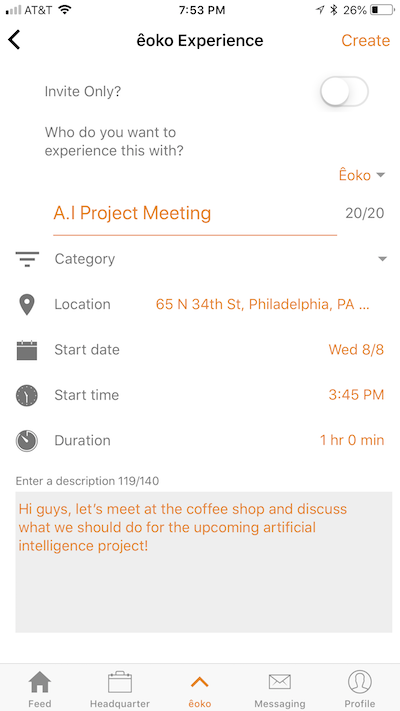 AT&T 7:53 PM 26%
êoko Experience Create
Invite Only?
Who do you want to
experience this with?
Êoko
A.I Project Meeting 20/20
Category
Location 65 N 34th St, Philadelphia, PA ...
Start date Wed 8/8
Start time 3:45 PM
Duration 1 hr 0 min
Enter a description 119/140
Hi guys, let's meet at the coffee shop and discuss
what we should do for the upcoming artificial
intelligence project!
Feed Headquarter êoko Messaging Profile